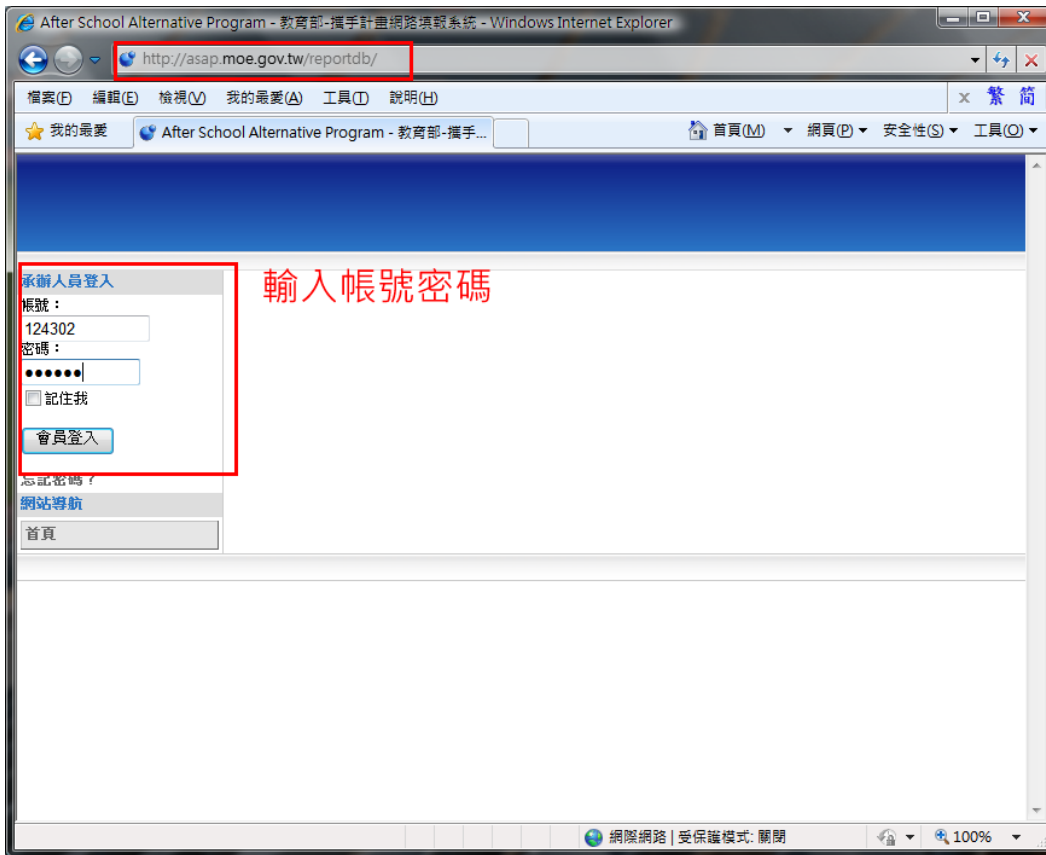 After School Alternative Program - 教育部-攜手計畫網路填報系統 - Windows Internet Explorer
http://asap.moe.gov.tw/reportdb/
檔案(F) 編輯(E) 檢視(V) 我的最愛(A) 工具(T) 說明(H) x 繁 简
我的最愛 After School Alternative Program - 教育部-攜手... 首頁(M) 網頁(P) 安全性(S) 工具(O)
承辦人員登入
輸入帳號密碼
帳號：
124302
密碼：
●●●●●●
記住我
會員登入
忘記密碼？
網站導航
首頁
網際網路 | 受保護模式: 關閉 100%